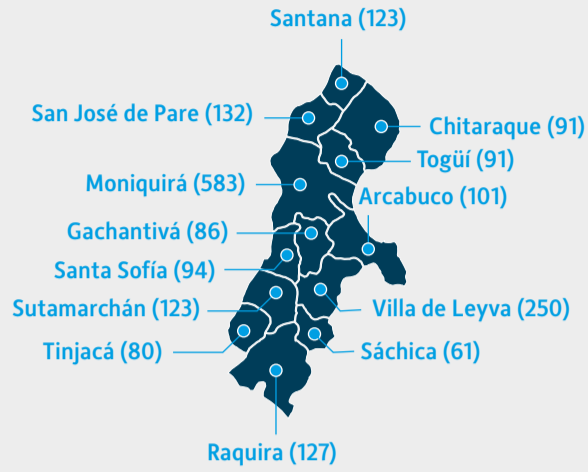 Santana (123)
San José de Pare (132)
Chitaraque (91)
Togüí (91)
Moniquirá (583)
Arcabuco (101)
Gachantivá (86)
Santa Sofía (94)
Sutamarchán (123)
Villa de Leyva (250)
Tinjacá (80)
Sáchica (61)
Raquira (127)